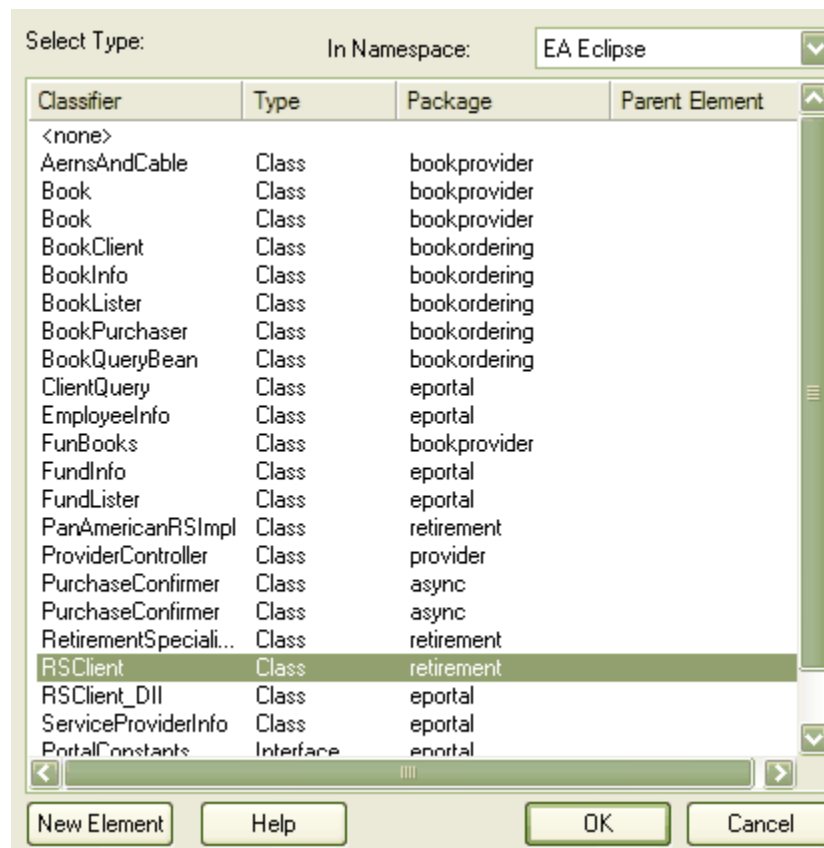 Select Type: In Namespace: EA Eclipse
Classifier Type Package Parent Element
<none>
AernsAndCable Class bookprovider
Book Class bookprovider
Book Class bookprovider
BookClient Class bookordering
BookInfo Class bookordering
BookLister Class bookordering
BookPurchaser Class bookordering
BookQueryBean Class bookordering
ClientQuery Class eportal
EmployeeInfo Class eportal
FunBooks Class bookprovider
FundInfo Class eportal
FundLister Class eportal
PanAmericanRSImpl Class retirement
ProviderController Class provider
PurchaseConfirmer Class async
PurchaseConfirmer Class async
RetirementSpeciali... Class retirement
RSClient Class retirement
RSClient_DII Class eportal
ServiceProviderInfo Class eportal
PortalConstants Interface eportal
New Element Help OK Cancel